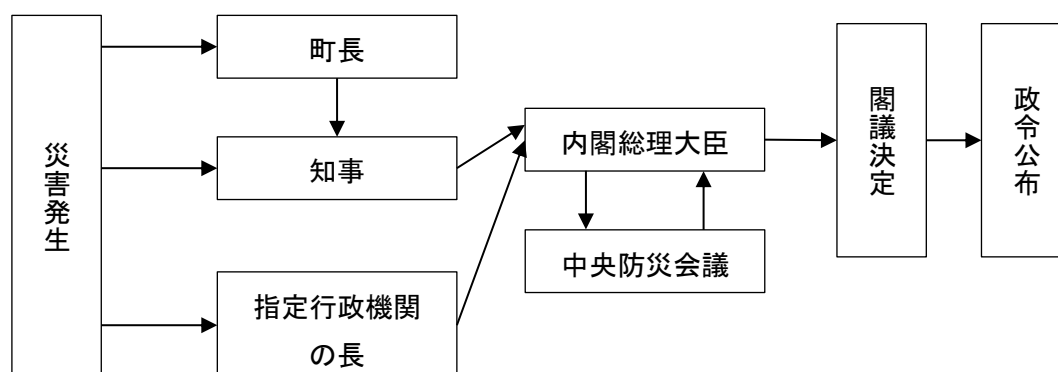 災害発生
町長
知事
指定行政機関
の長
内閣総理大臣
中央防災会議
閣議決定
政令公布